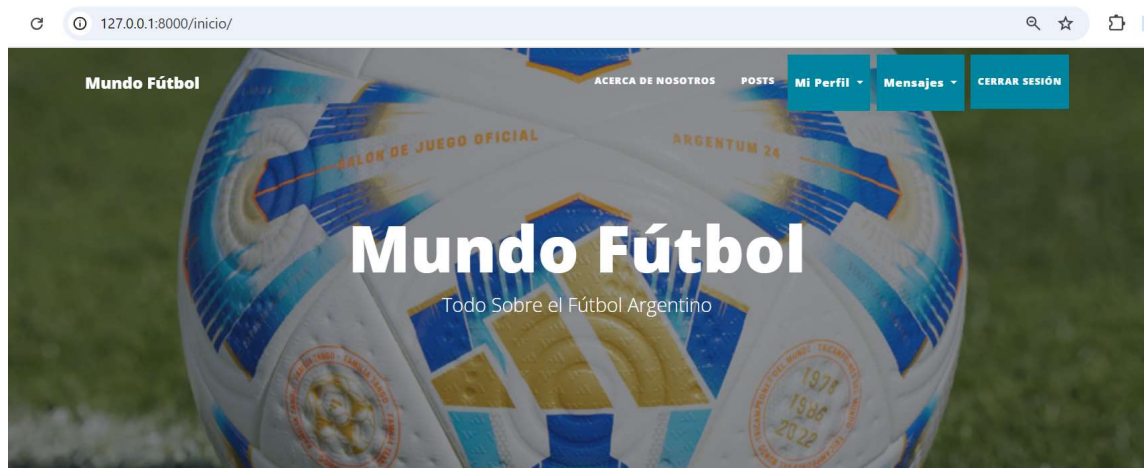 127.0.0.1:8000/inicio/
Mundo Fútbol
ACERCA DE NOSOTROS POSTS Mi Perfil Mensajes CERRAR SESIÓN
BALON DE JUEGO OFICIAL ARGENTUM 24
Mundo Fútbol
Todo Sobre el Fútbol Argentino
1978
1986
2022